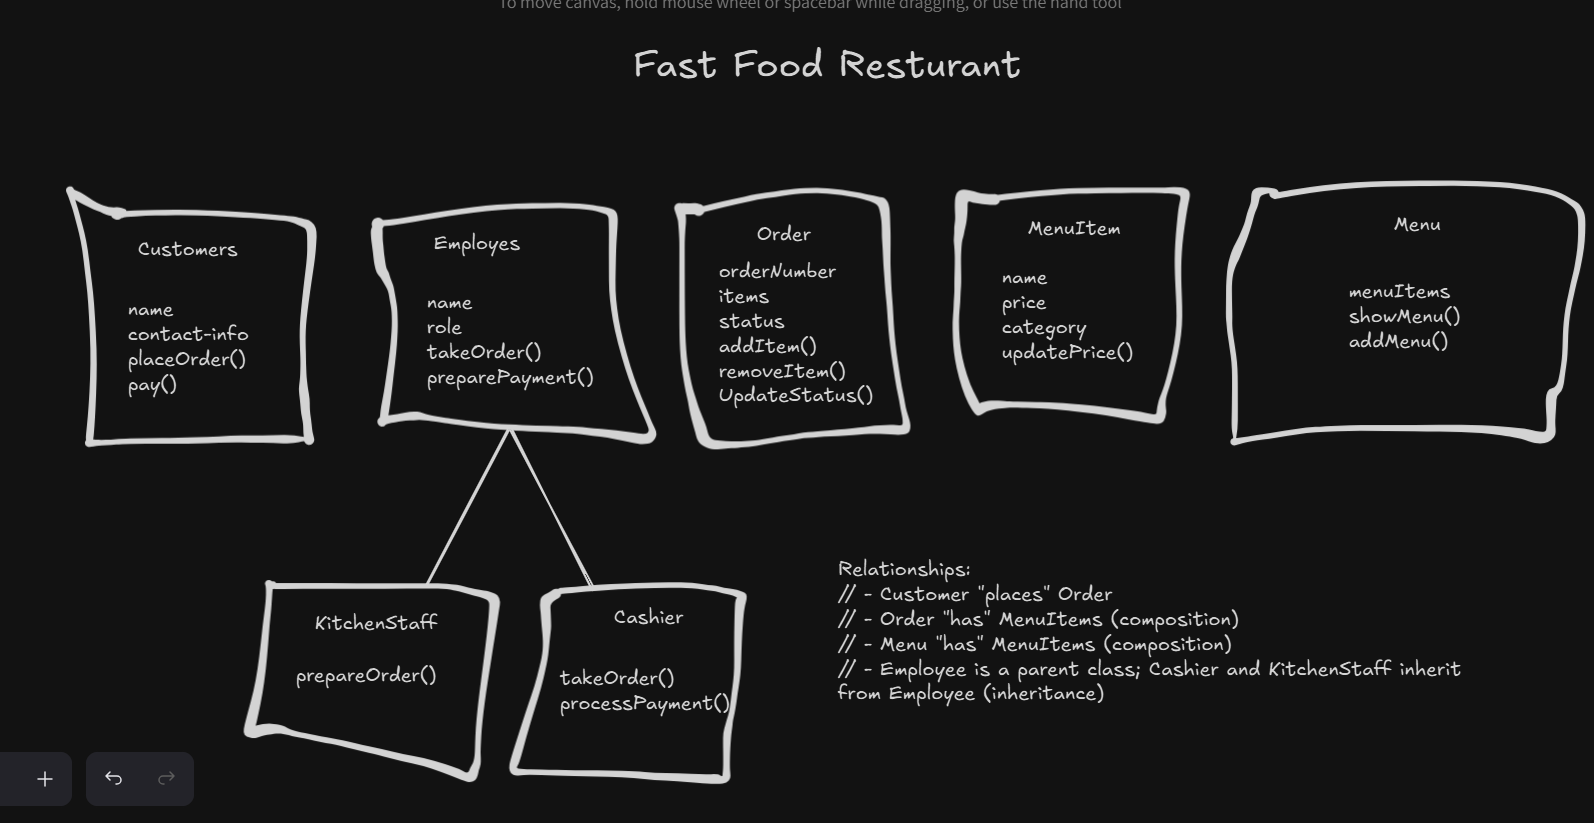 To move canvas, hold mouse wheel or spacebar while dragging, or use the hand tool
Fast Food Resturant
Customers
name
contact-info
placeOrder()
pay()
Employes
name
role
takeOrder()
preparePayment()
Order
orderNumber
items
status
addItem()
removeItem()
UpdateStatus()
MenuItem
name
price
category
updatePrice()
Menu
menuItems
showMenu()
addMenu()
KitchenStaff
prepareOrder()
Cashier
takeOrder()
processPayment()
Relationships:
// - Customer "places" Order
// - Order "has" MenuItems (composition)
// - Menu "has" MenuItems (composition)
// - Employee is a parent class; Cashier and KitchenStaff inherit
from Employee (inheritance)